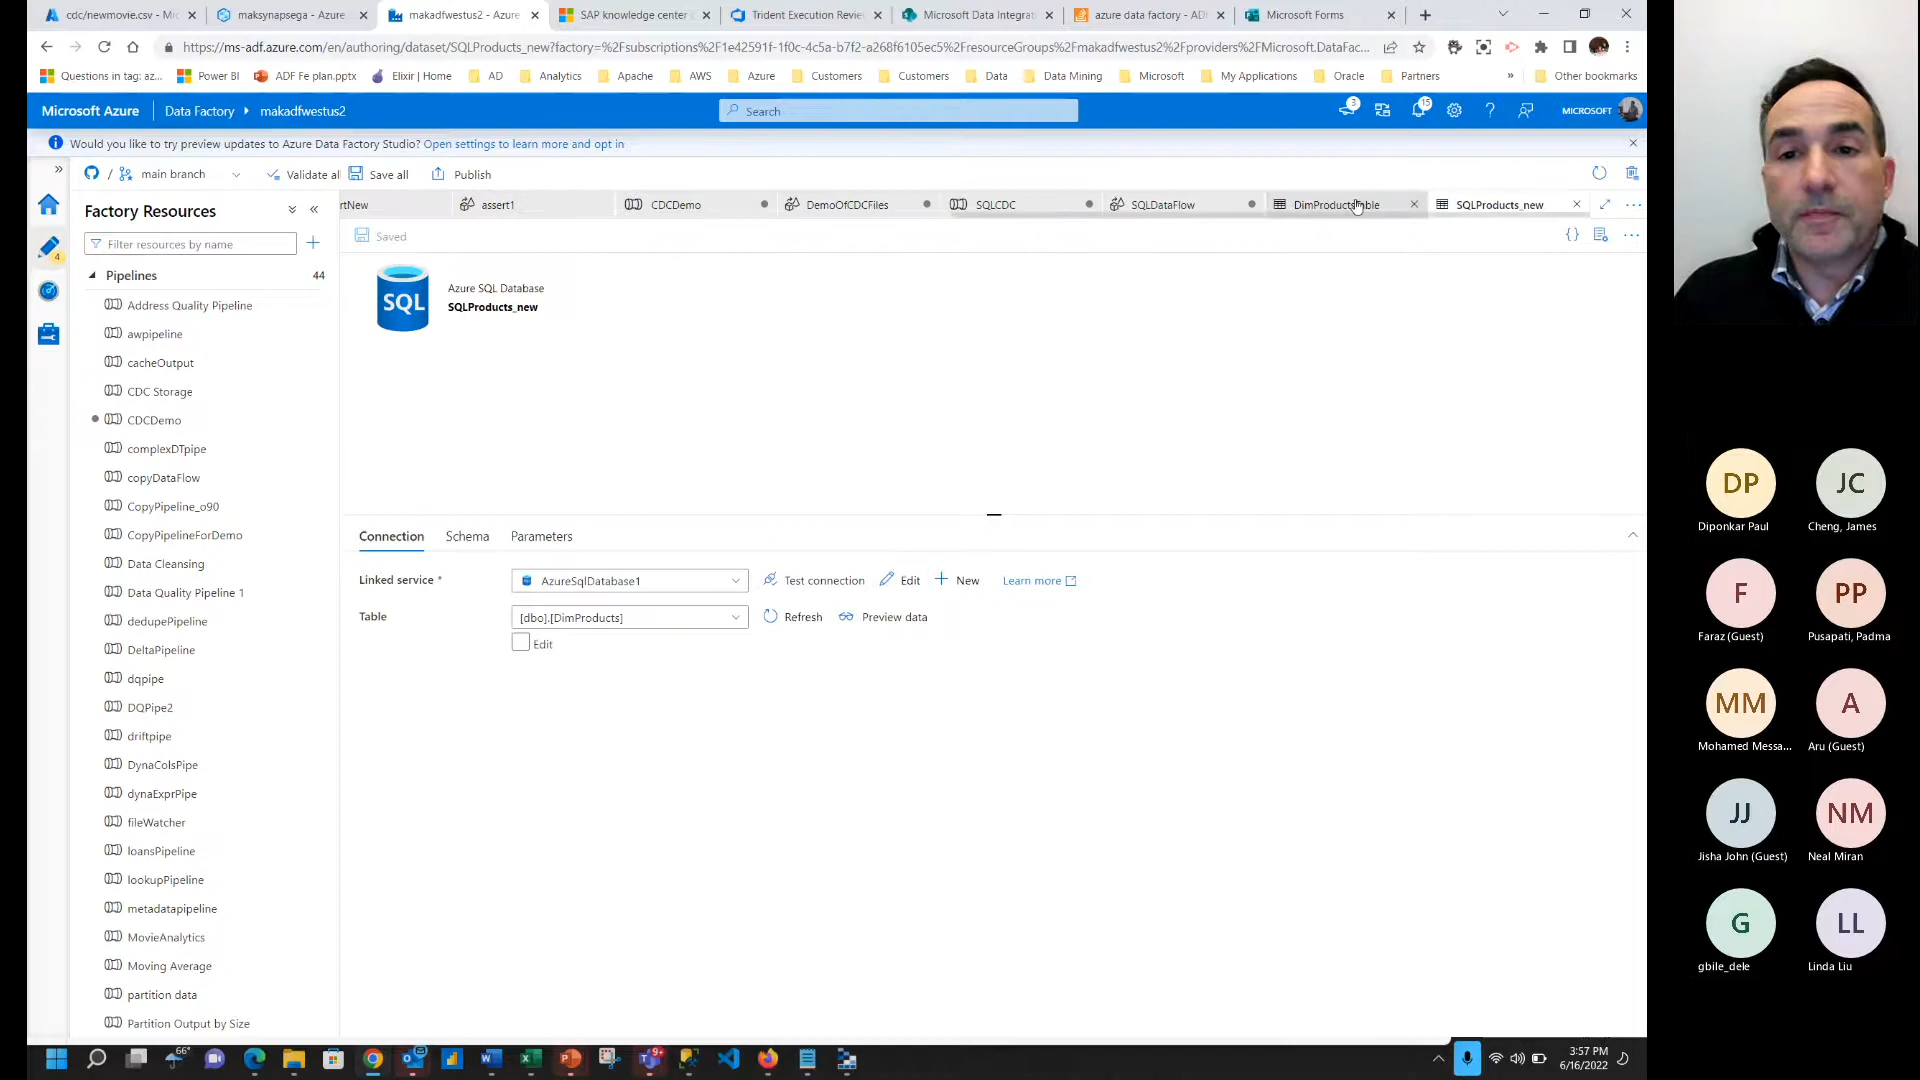 cdc/newmovie.csv - Mic
maksynapsega - Azure
makadfwestus2 - Azure
SAP knowledge center
Trident Execution Revie
Microsoft Data Integrat
azure data factory - AD
Microsoft Forms
https://ms-adf.azure.com/en/authoring/dataset/SQLProducts_new?factory=%2Fsubscriptions%2F1e42591f-1f0c-4c5a-b7f2-a268f6105ec5%2FresourceGroups%2Fmakadfwestus2%2Fproviders%2FMicrosoft.DataFac...
Questions in tag: az...
Power BI
ADF Fe plan.pptx
Elixir | Home
AD
Analytics
Apache
AWS
Azure
Customers
Customers
Data
Data Mining
Microsoft
My Applications
Oracle
Partners
»
Other bookmarks
Microsoft Azure
Data Factory
makadfwestus2
Search
3
15
MICROSOFT
Would you like to try preview updates to Azure Data Factory Studio? Open settings to learn more and opt in
/ main branch
Validate all
Save all
Publish
4
Factory Resources
Filter resources by name
Pipelines 44
Address Quality Pipeline
awpipeline
cacheOutput
CDC Storage
CDCDemo
complexDTpipe
copyDataFlow
CopyPipeline_o90
CopyPipelineForDemo
Data Cleansing
Data Quality Pipeline 1
dedupePipeline
DeltaPipeline
dqpipe
DQPipe2
driftpipe
DynaColsPipe
dynaExprPipe
fileWatcher
loansPipeline
lookupPipeline
metadatapipeline
MovieAnalytics
Moving Average
partition data
Partition Output by Size
rtNew
assert1
CDCDemo
DemoOfCDCFiles
SQLCDC
SQLDataFlow
SQLProducts_new
Saved
SQL
Azure SQL Database
SQLProducts_new
Connection
Schema
Parameters
Linked service *
AzureSqlDatabase1
Test connection
Edit
New
Learn more
Table
[dbo].[DimProducts]
Refresh
Preview data
Edit
DP
Diponkar Paul
JC
Cheng, James
F
Faraz (Guest)
PP
Pusapati, Padma
MM
Mohamed Messa...
A
Aru (Guest)
JJ
Jisha John (Guest)
NM
Neal Miran
G
gbile_dele
LL
Linda Liu
66°
9+
3:57 PM
6/16/2022